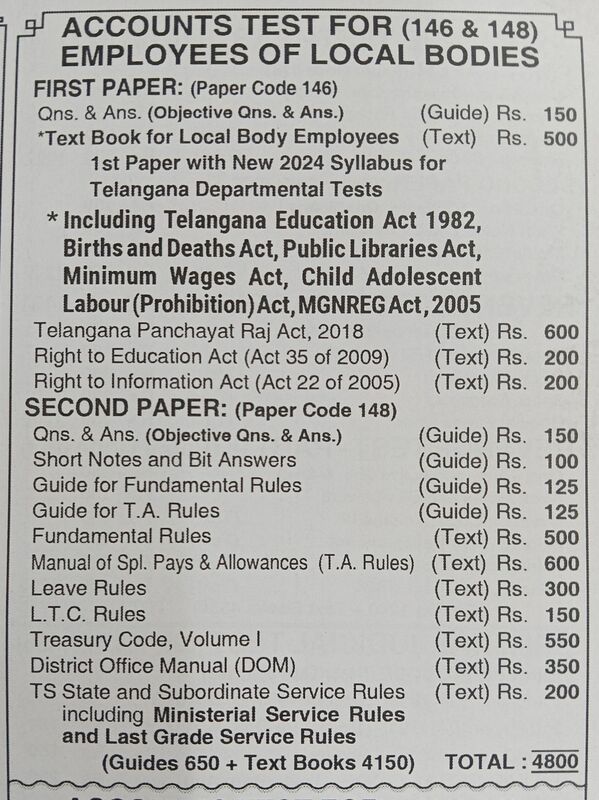 ACCOUNTS TEST FOR (146 & 148)
EMPLOYEES OF LOCAL BODIES
FIRST PAPER: (Paper Code 146)
Qns. & Ans. (Objective Qns. & Ans.) (Guide) Rs. 150
*Text Book for Local Body Employees (Text) Rs. 500
1st Paper with New 2024 Syllabus for
Telangana Departmental Tests
* Including Telangana Education Act 1982,
Births and Deaths Act, Public Libraries Act,
Minimum Wages Act, Child Adolescent
Labour (Prohibition) Act, MGNREG Act, 2005
Telangana Panchayat Raj Act, 2018 (Text) Rs. 600
Right to Education Act (Act 35 of 2009) (Text) Rs. 200
Right to Information Act (Act 22 of 2005) (Text) Rs. 200
SECOND PAPER: (Paper Code 148)
Qns. & Ans. (Objective Qns. & Ans.) (Guide) Rs. 150
Short Notes and Bit Answers (Guide) Rs. 100
Guide for Fundamental Rules (Guide) Rs. 125
Guide for T.A. Rules (Guide) Rs. 125
Fundamental Rules (Text) Rs. 500
Manual of Spl. Pays & Allowances (T.A. Rules) (Text) Rs. 600
Leave Rules (Text) Rs. 300
L.T.C. Rules (Text) Rs. 150
Treasury Code, Volume I (Text) Rs. 550
District Office Manual (DOM) (Text) Rs. 350
TS State and Subordinate Service Rules (Text) Rs. 200
including Ministerial Service Rules
and Last Grade Service Rules
(Guides 650 + Text Books 4150) TOTAL : 4800